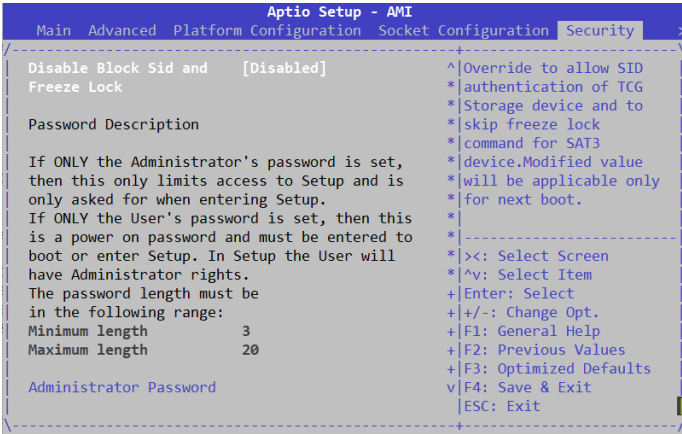 Aptio Setup - AMI
Main Advanced Platform Configuration Socket Configuration Security >
/----------------------------------------------------+------------------------\
Disable Block Sid and [Disabled] ^|Override to allow SID
Freeze Lock *|authentication of TCG
*|Storage device and to
Password Description *|skip freeze lock
*|command for SAT3
If ONLY the Administrator's password is set, *|device.Modified value
then this only limits access to Setup and is *|will be applicable only
only asked for when entering Setup. *|for next boot.
If ONLY the User's password is set, then this *|
is a power on password and must be entered to *|------------------------
boot or enter Setup. In Setup the User will *|><: Select Screen
have Administrator rights. *|^v: Select Item
The password length must be +|Enter: Select
in the following range: +|+/-: Change Opt.
Minimum length 3 +|F1: General Help
Maximum length 20 +|F2: Previous Values
+|F3: Optimized Defaults
Administrator Password v|F4: Save & Exit
|ESC: Exit
\----------------------------------------------------+------------------------/